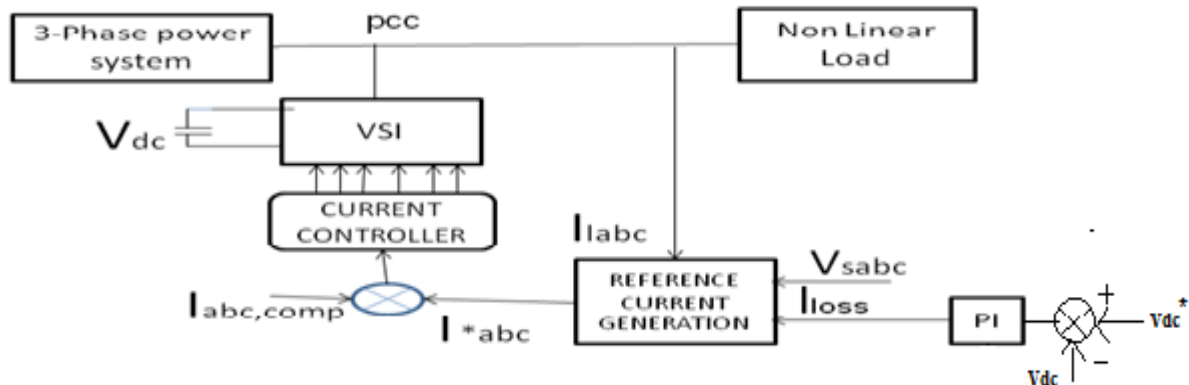 3-Phase power
system
pcc
Non Linear
Load
Vdc
VSI
CURRENT
CONTROLLER
Ilabc
REFERENCE
CURRENT
GENERATION
Vsabc
Iloss
PI
+
Vdc*
−
Vdc
Iabc,comp
I*abc